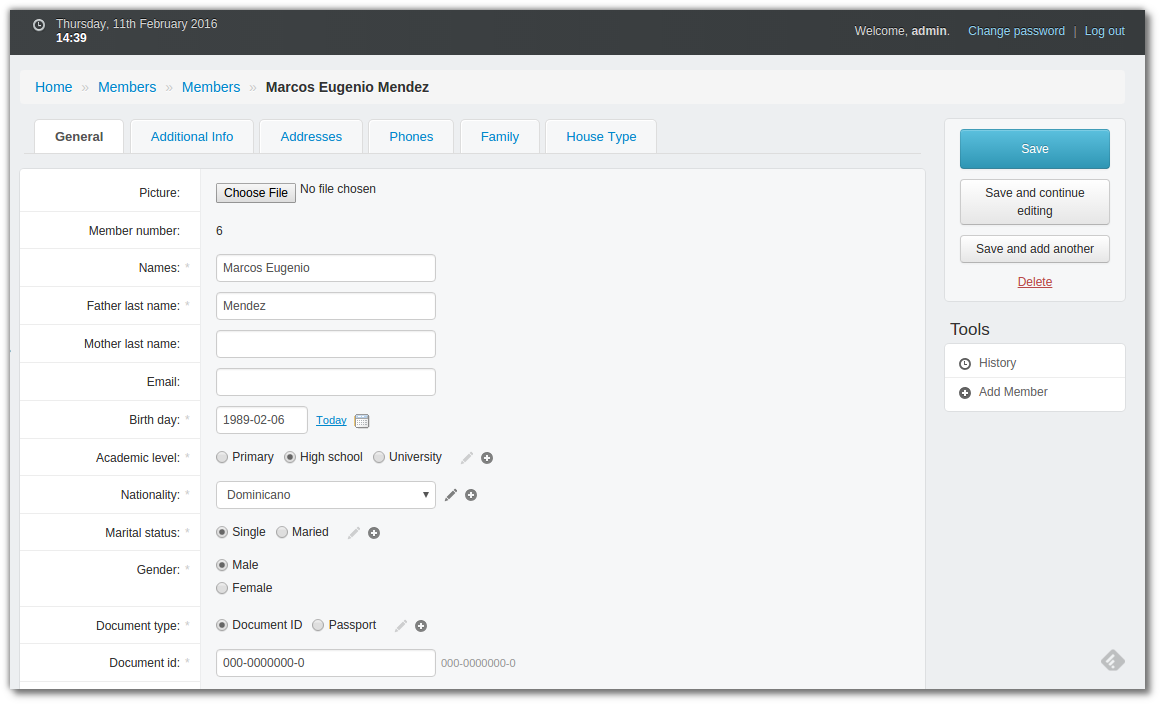 Thursday, 11th February 2016
14:39
Welcome, admin. Change password | Log out
Home » Members » Members » Marcos Eugenio Mendez
General Additional Info Addresses Phones Family House Type
Picture: Choose File No file chosen
Member number: 6
Names: * Marcos Eugenio
Father last name: * Mendez
Mother last name:
Email:
Birth day: * 1989-02-06 Today
Academic level: * Primary High school University
Nationality: * Dominicano
Marital status: * Single Maried
Gender: * Male
Female
Document type: * Document ID Passport
Document id: * 000-0000000-0 000-0000000-0
Save
Save and continue
editing
Save and add another
Delete
Tools
History
Add Member